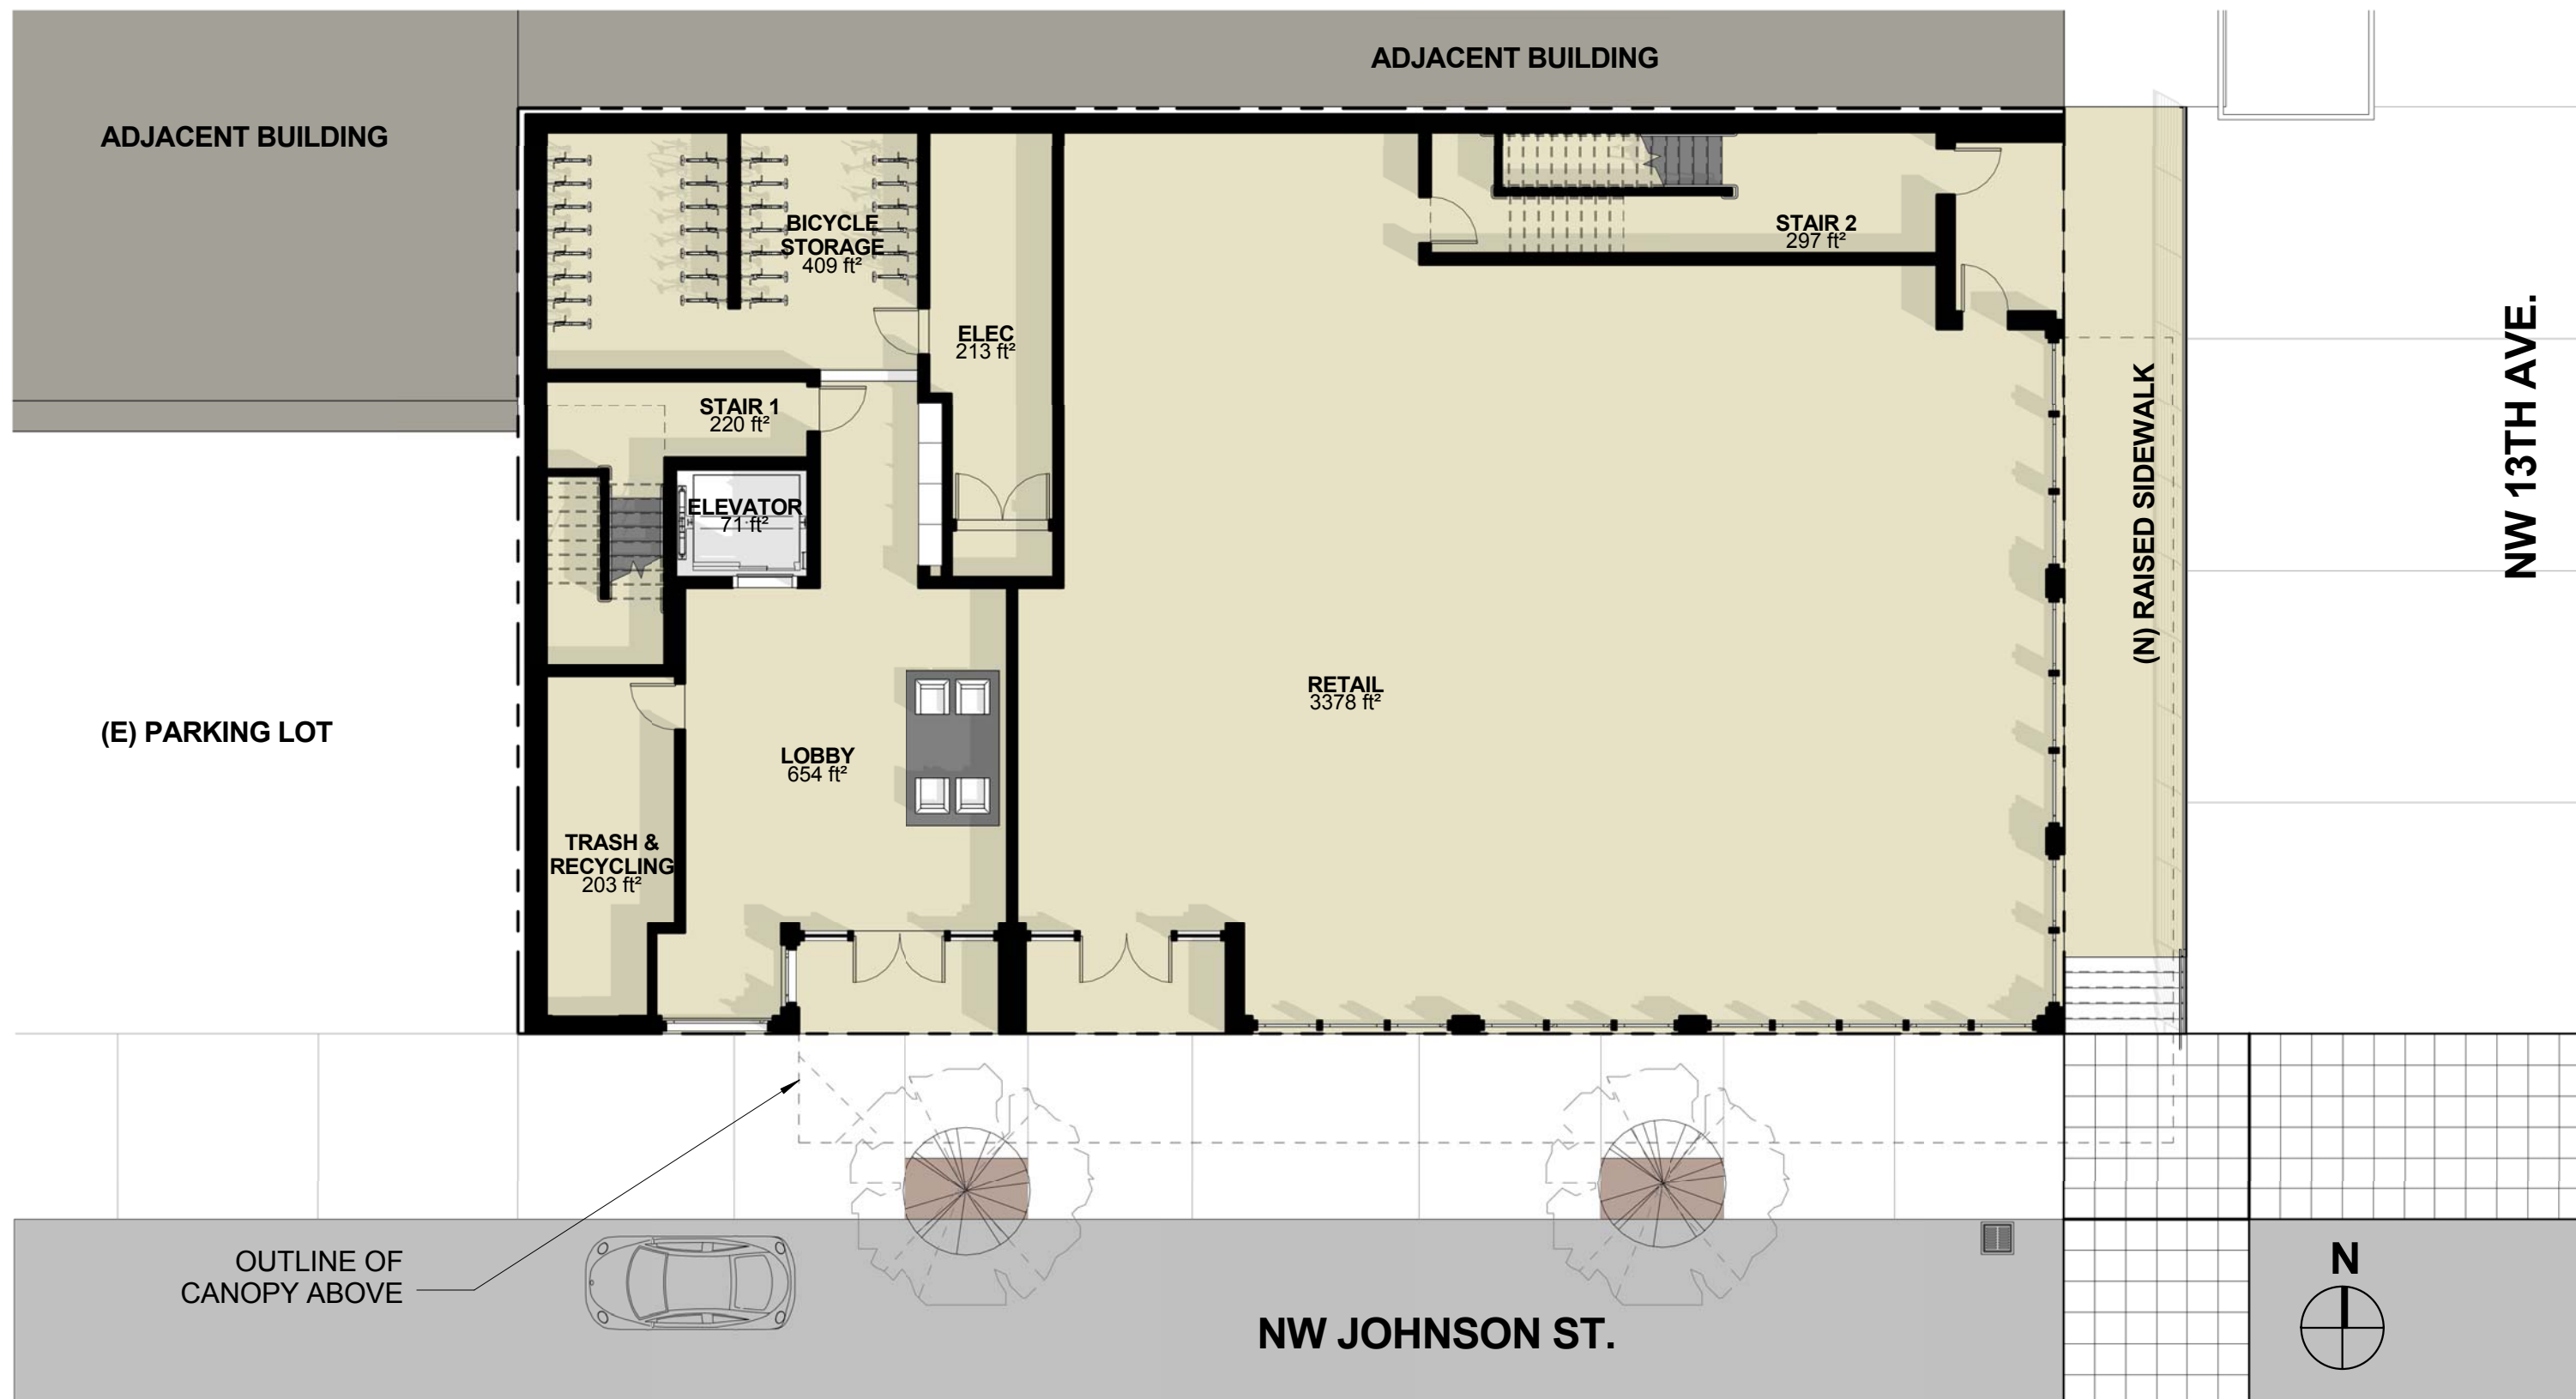 ADJACENT BUILDING
ADJACENT BUILDING
BICYCLE
STORAGE
409 ft²
STAIR 2
297 ft²
ELEC
213 ft²
STAIR 1
220 ft²
ELEVATOR
71 ft²
NW 13TH AVE.
(N) RAISED SIDEWALK
RETAIL
3378 ft²
(E) PARKING LOT
LOBBY
654 ft²
TRASH &
RECYCLING
203 ft²
OUTLINE OF
CANOPY ABOVE
NW JOHNSON ST.
N